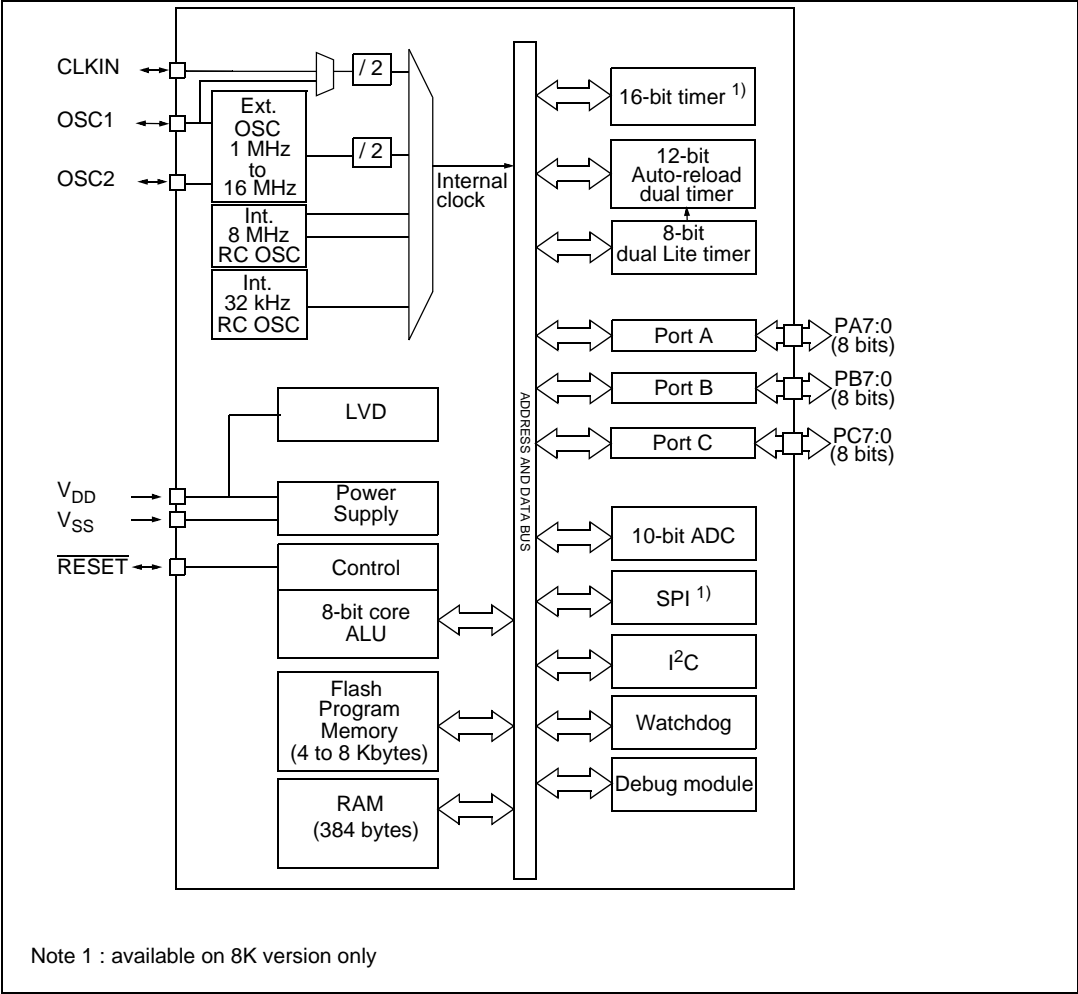 CLKIN
OSC1
OSC2
/ 2
Ext.
OSC
1 MHz
to
16 MHz
/ 2
Int.
8 MHz
RC OSC
Int.
32 kHz
RC OSC
Internal
clock
LVD
VDD
VSS
Power
Supply
RESET
Control
8-bit core
ALU
Flash
Program
Memory
(4 to 8 Kbytes)
RAM
(384 bytes)
ADDRESS AND DATA BUS
16-bit timer 1)
12-bit
Auto-reload
dual timer
8-bit
dual Lite timer
Port A
PA7:0
(8 bits)
Port B
PB7:0
(8 bits)
Port C
PC7:0
(8 bits)
10-bit ADC
SPI 1)
I2C
Watchdog
Debug module
Note 1 : available on 8K version only